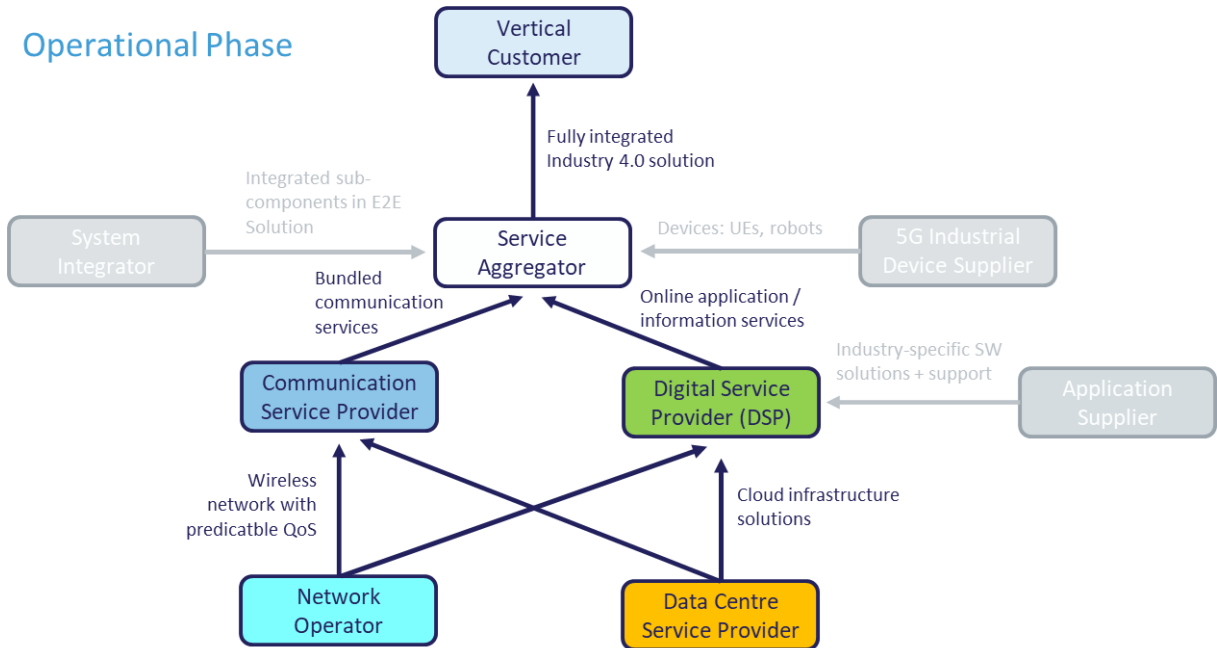 Operational Phase
Vertical
Customer
Fully integrated
Industry 4.0 solution
Integrated sub-
components in E2E
Solution
System
Integrator
Service
Aggregator
Devices: UEs, robots
5G Industrial
Device Supplier
Bundled
communication
services
Online application /
information services
Communication
Service Provider
Digital Service
Provider (DSP)
Industry-specific SW
solutions + support
Application
Supplier
Wireless
network with
predicatble QoS
Cloud infrastructure
solutions
Network
Operator
Data Centre
Service Provider